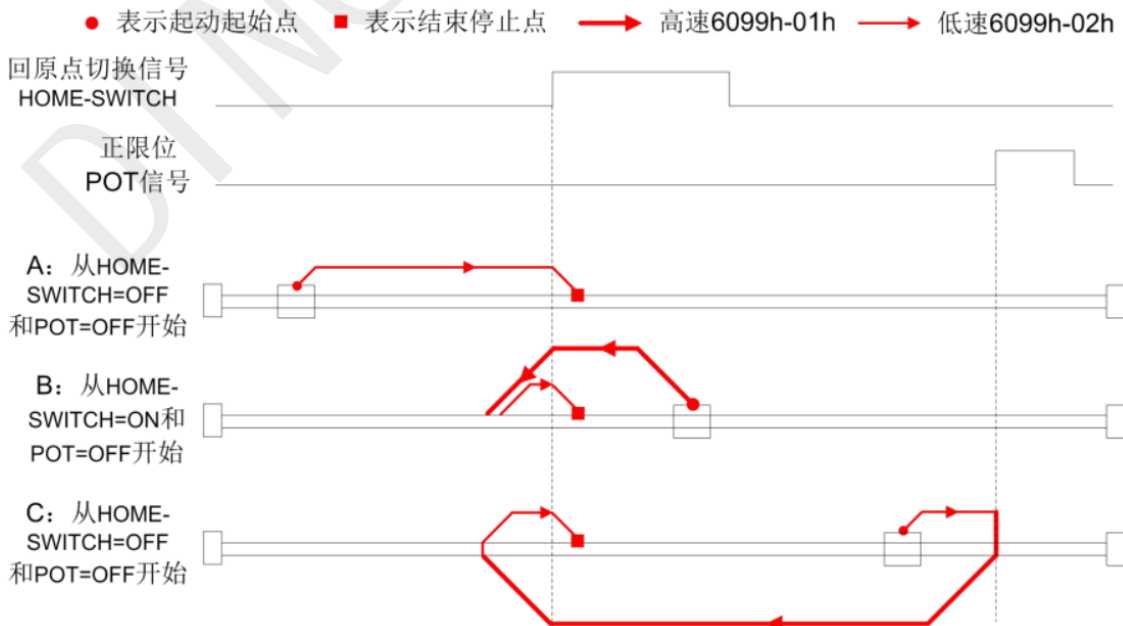 表示起动起始点 表示结束停止点 高速6099h-01h 低速6099h-02h
回原点切换信号
HOME-SWITCH
正限位
POT信号
A：从HOME-
SWITCH=OFF
和POT=OFF开始
B：从HOME-
SWITCH=ON和
POT=OFF开始
C：从HOME-
SWITCH=OFF
和POT=OFF开始